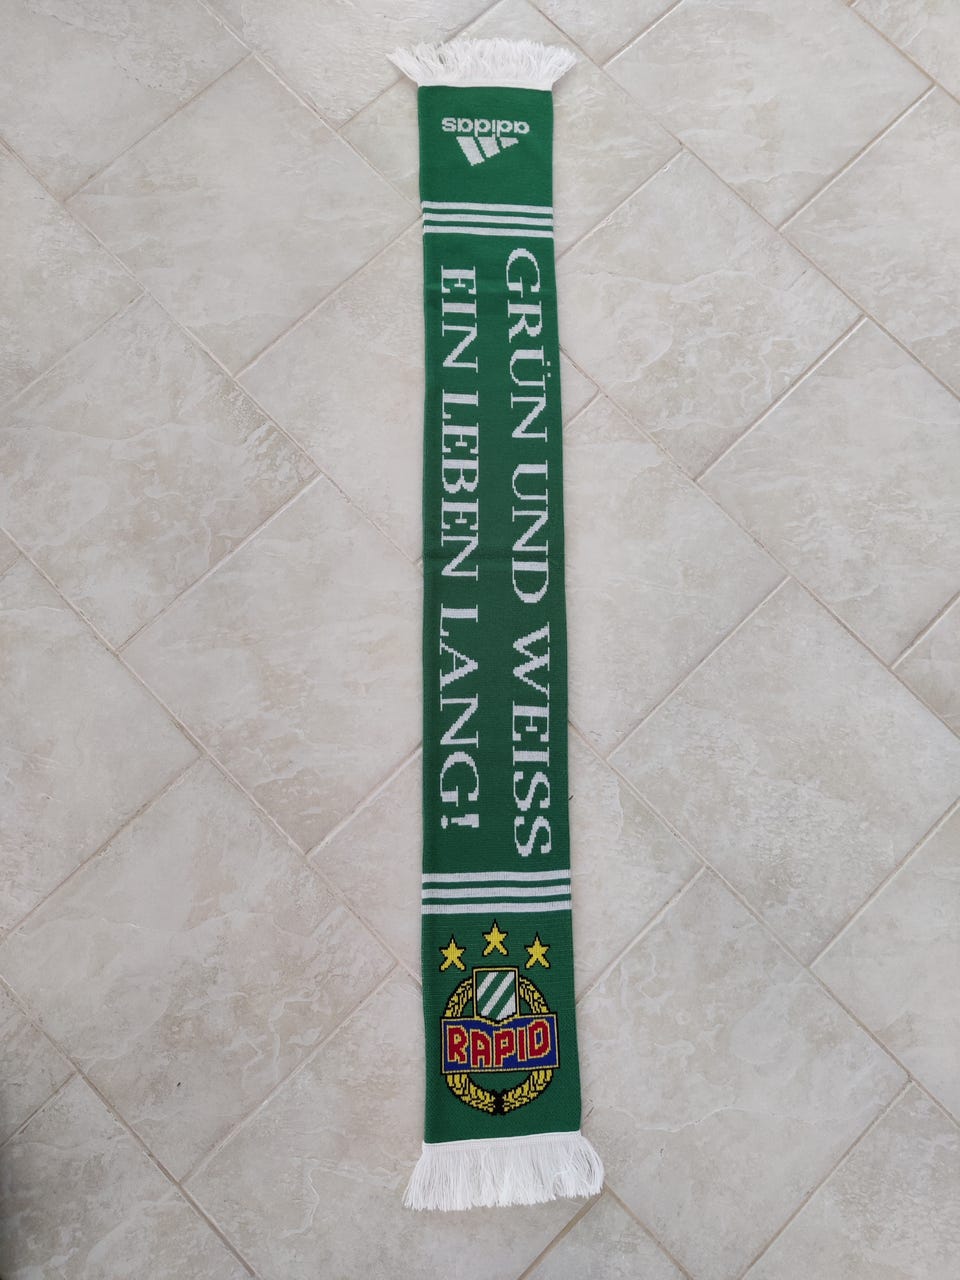 adidas
GRÜN UND WEISS
EIN LEBEN LANG!
RAPID